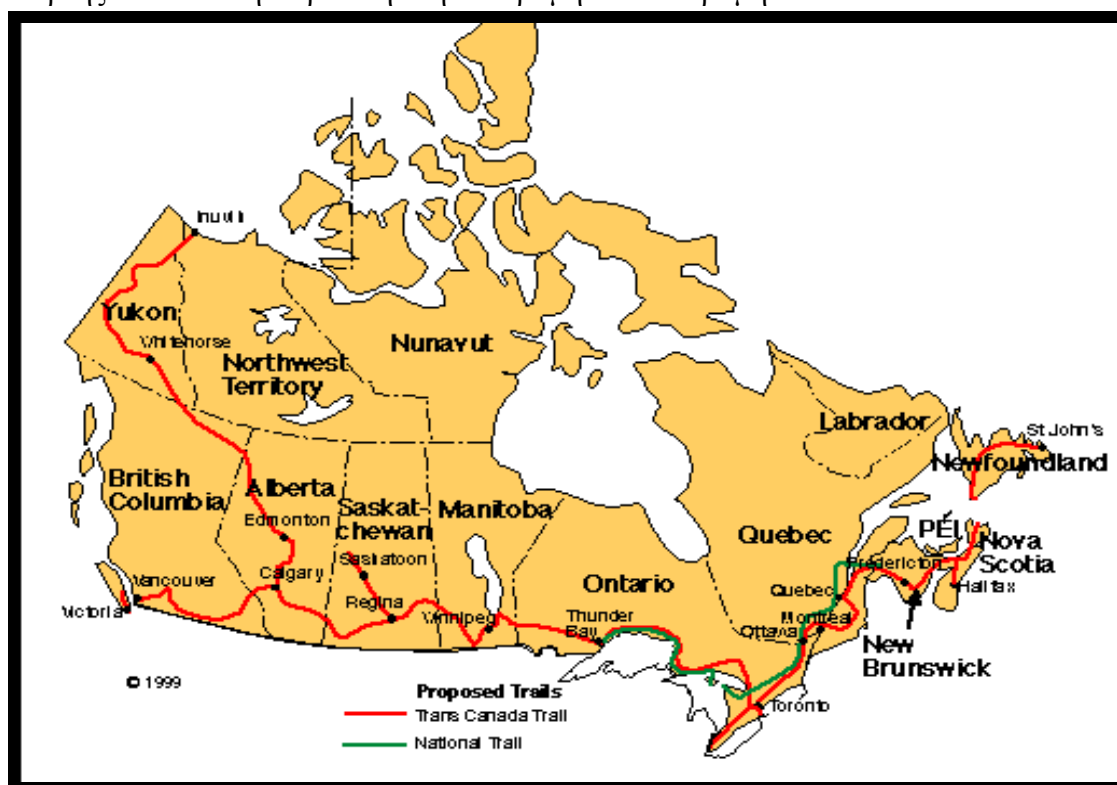 Inuvik
Yukon
Whitehorse
Northwest
Territory
Nunavut
Labrador
St John's
Newfoundland
British
Columbia
Alberta
Edmonton
Saskat-
chewan
Saskatoon
Manitoba
Quebec
PÉI
Nova
Scotia
Fredericton
Halifax
Vancouver
Victoria
Calgary
Regina
Winnipeg
Ontario
Thunder
Bay
Quebec
Montreal
Ottawa
New
Brunswick
Toronto
© 1999
Proposed Trails
Trans Canada Trail
National Trail